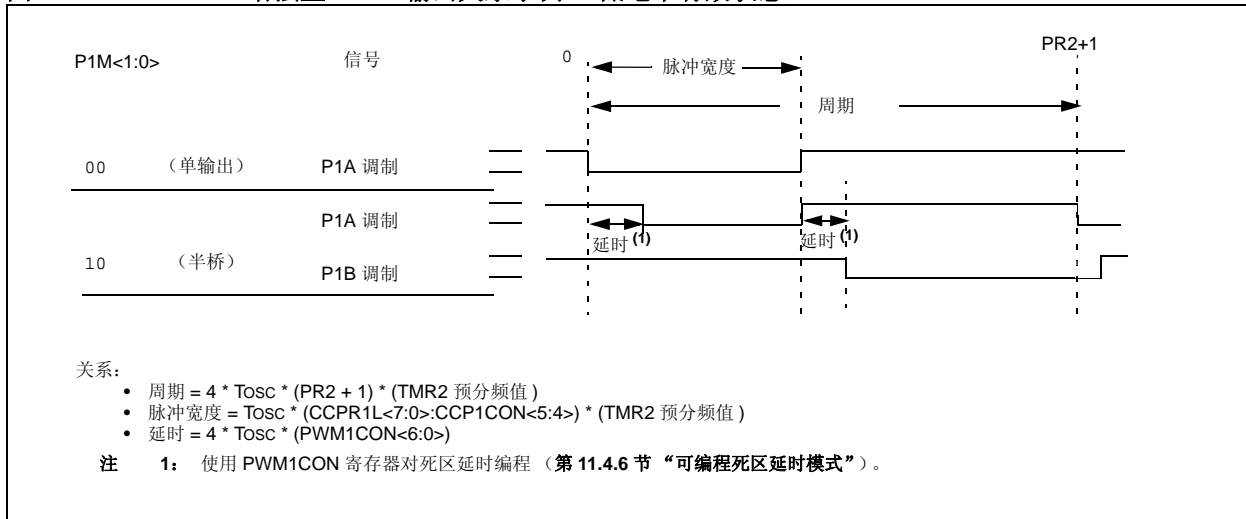 P1M<1:0>
信号
0
脉冲宽度
PR2+1
周期
00 （单输出） P1A 调制
P1A 调制
延时(1) 延时(1)
10 （半桥） P1B 调制
关系：
• 周期 = 4 * TOSC * (PR2 + 1) * (TMR2 预分频值 )
• 脉冲宽度 = TOSC * (CCPR1L<7:0>:CCP1CON<5:4>) * (TMR2 预分频值 )
• 延时 = 4 * TOSC * (PWM1CON<6:0>)
注 1： 使用 PWM1CON 寄存器对死区延时编程 （第 11.4.6 节 “可编程死区延时模式”）。